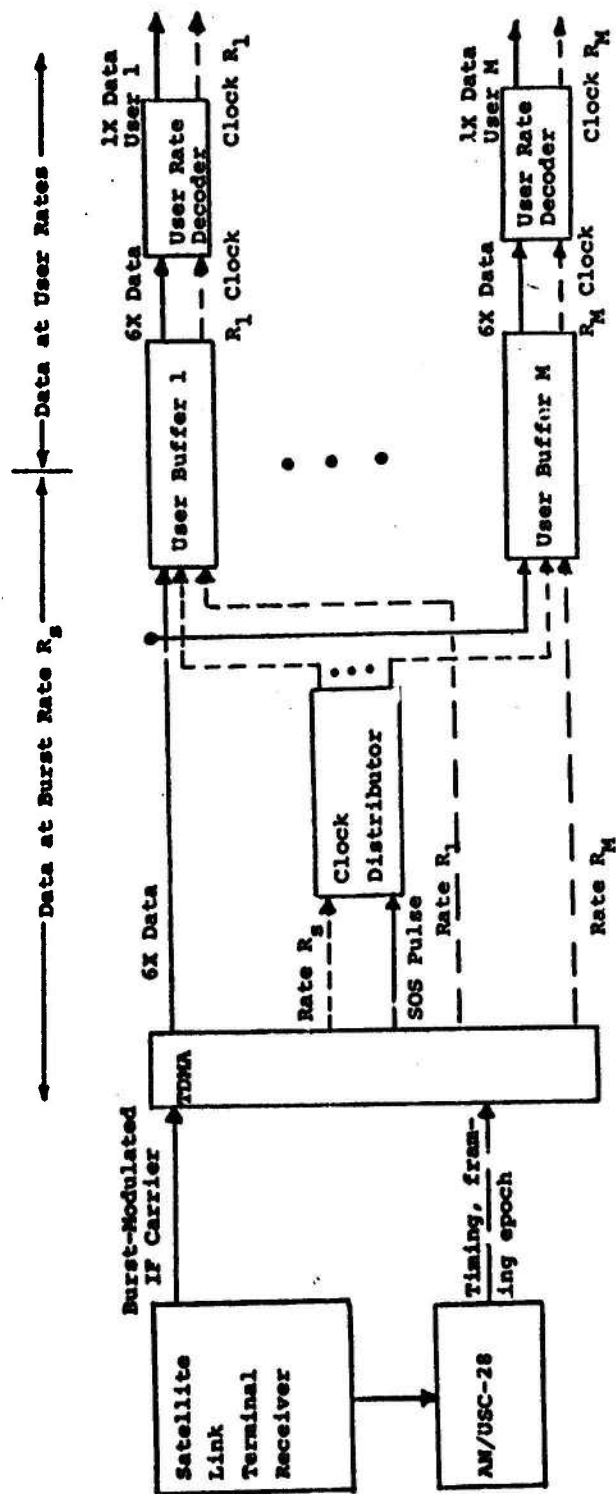 Data at Burst Rate R_s
Data at User Rates
Satellite
Link
Terminal
Receiver
AN/USC-28
Burst-Modulated
IF Carrier
Timing, fram-
ing epoch
TDMA
6X Data
Rate R_s
SOS Pulse
Rate R_1
Rate R_M
Clock
Distributor
User Buffer 1
6X Data
R_1 Clock
User Rate
Decoder
1X Data
User 1
Clock R_1
User Buffer M
6X Data
R_M Clock
User Rate
Decoder
1X Data
User M
Clock R_M